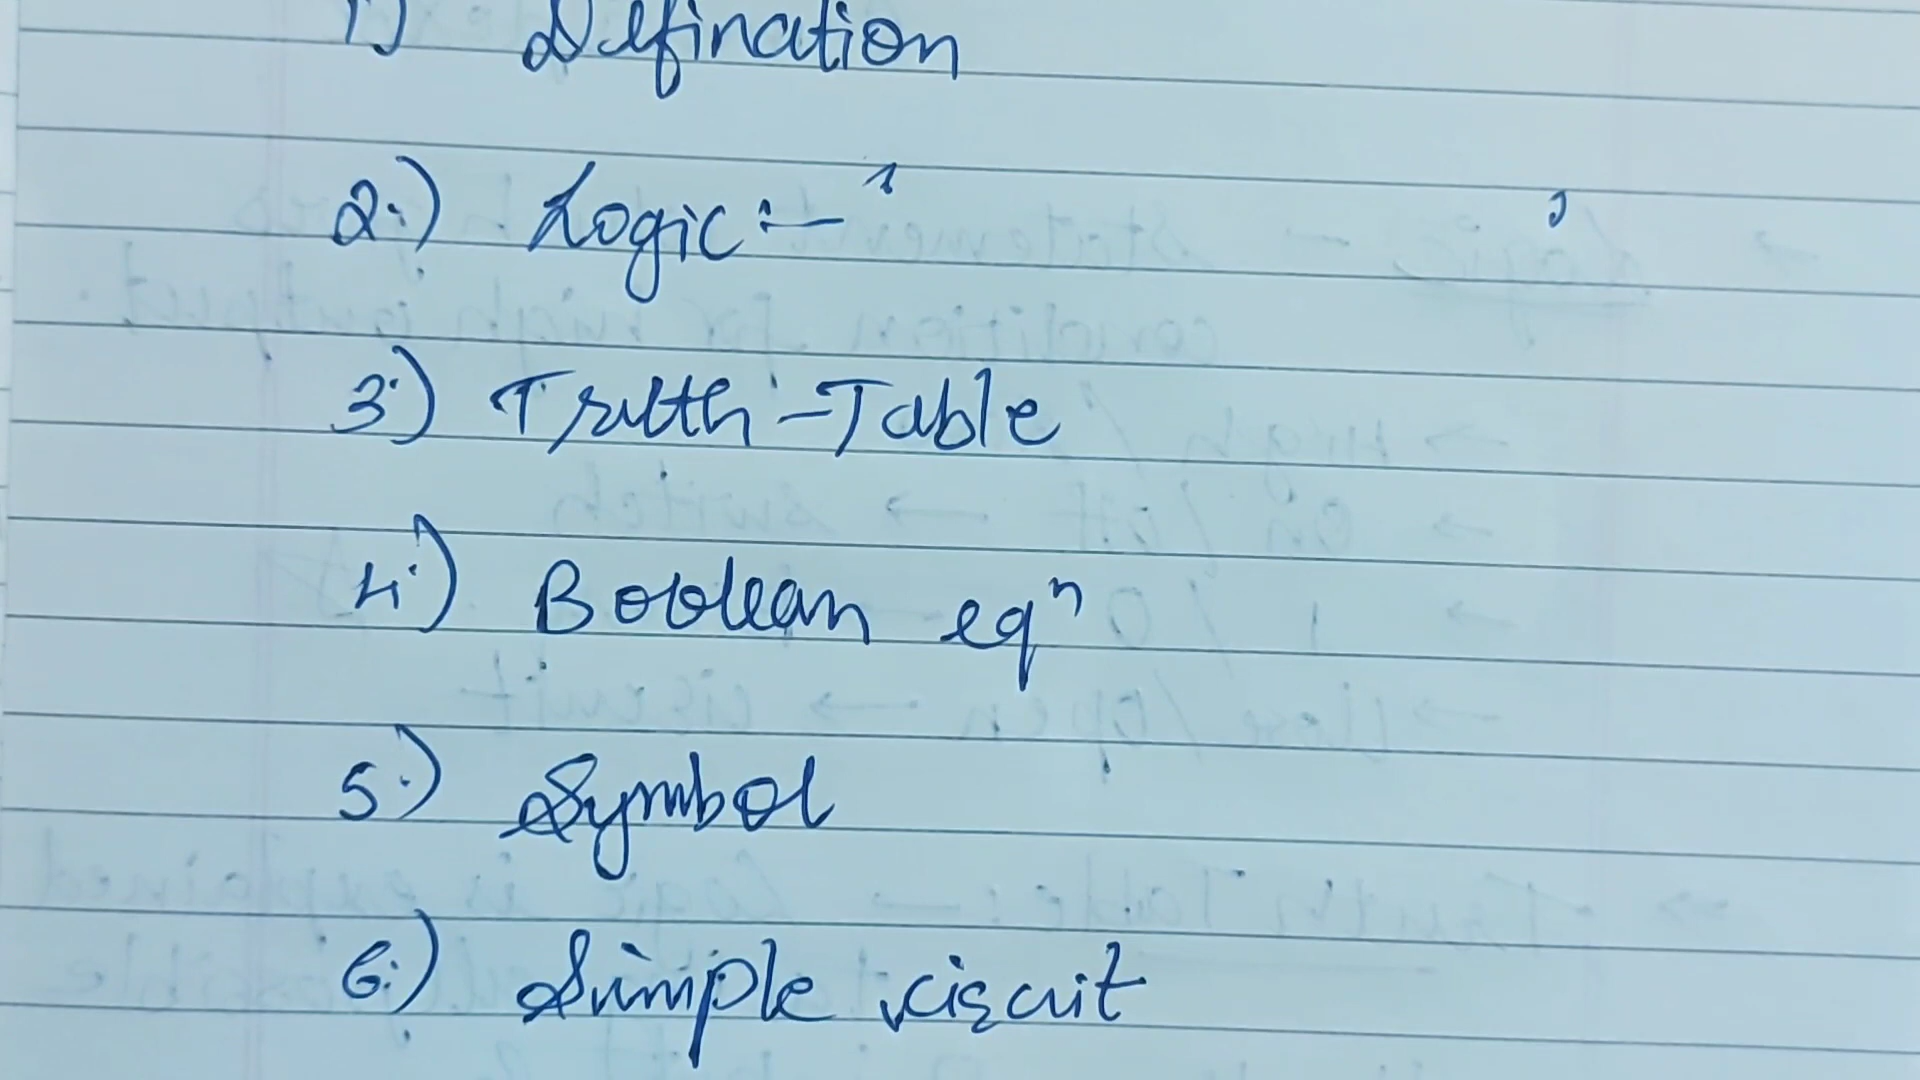 1) Defination
2.) Logic :- ' '
3.) Truth-Table
4.) Boolean eqⁿ
5.) Symbol
6.) Simple circuit